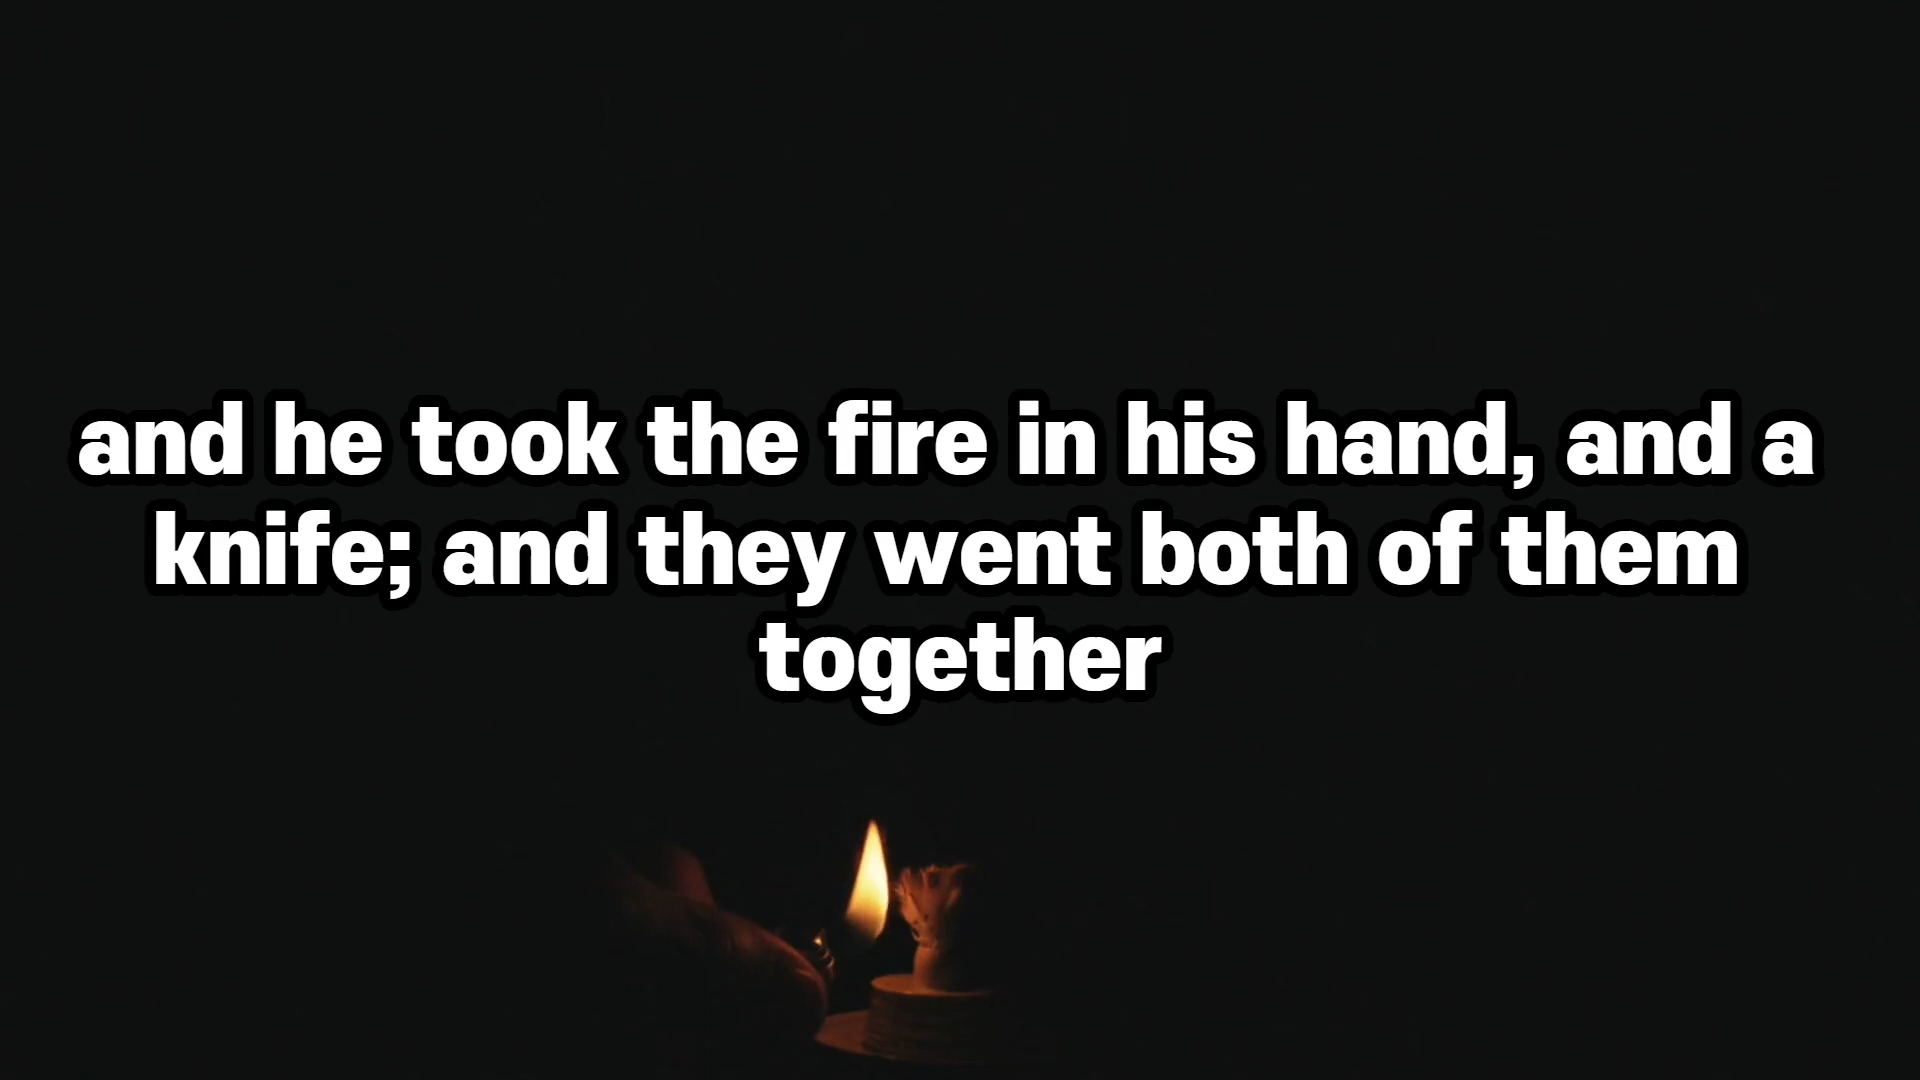 and he took the fire in his hand, and a
knife; and they went both of them
together